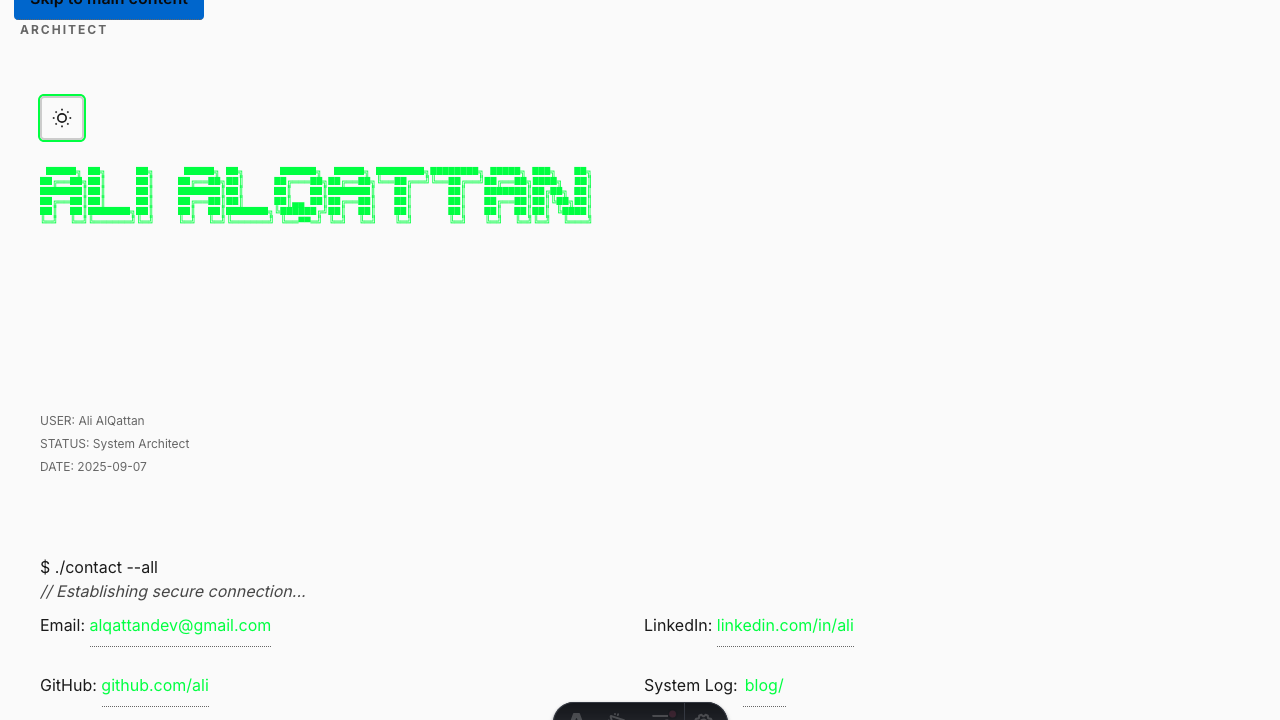 Skip to main content
ARCHITECT
ALI ALQATTAN
USER: Ali AlQattan
STATUS: System Architect
DATE: 2025-09-07
$ ./contact --all
// Establishing secure connection...
Email: alqattandev@gmail.com
LinkedIn: linkedin.com/in/ali
GitHub: github.com/ali
System Log: blog/